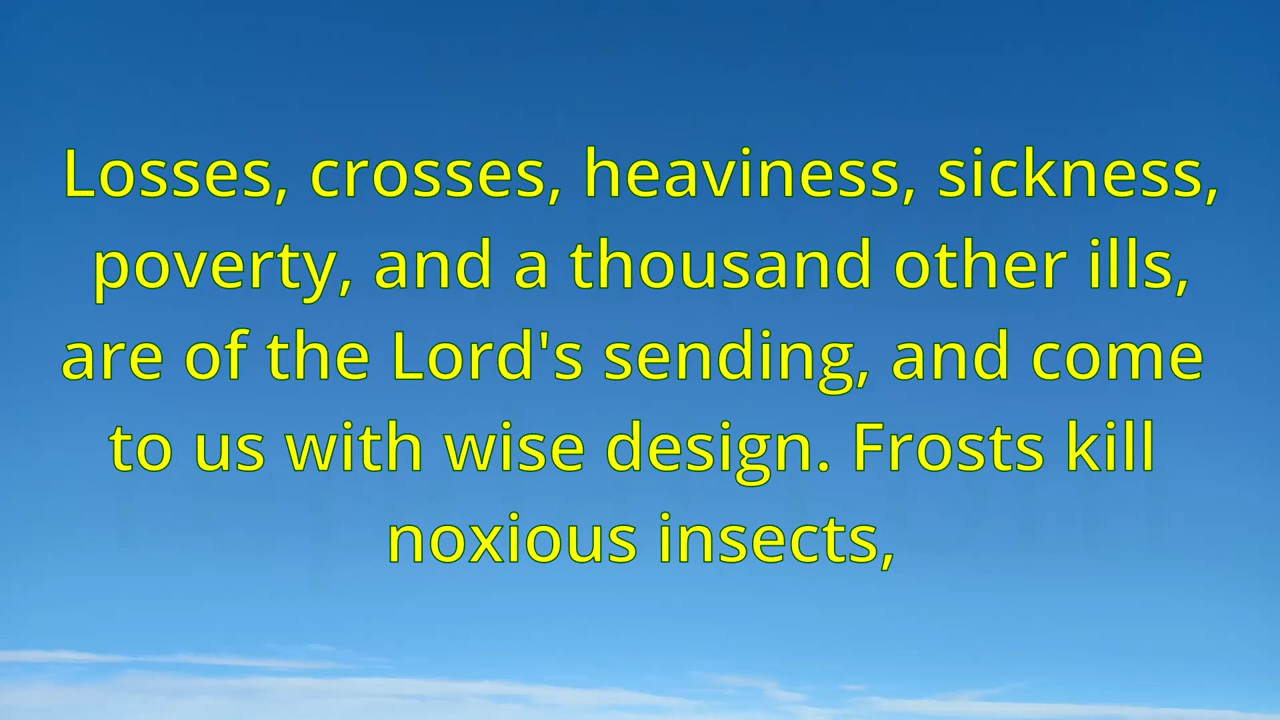 Losses, crosses, heaviness, sickness,
poverty, and a thousand other ills,
are of the Lord's sending, and come
to us with wise design. Frosts kill
noxious insects,